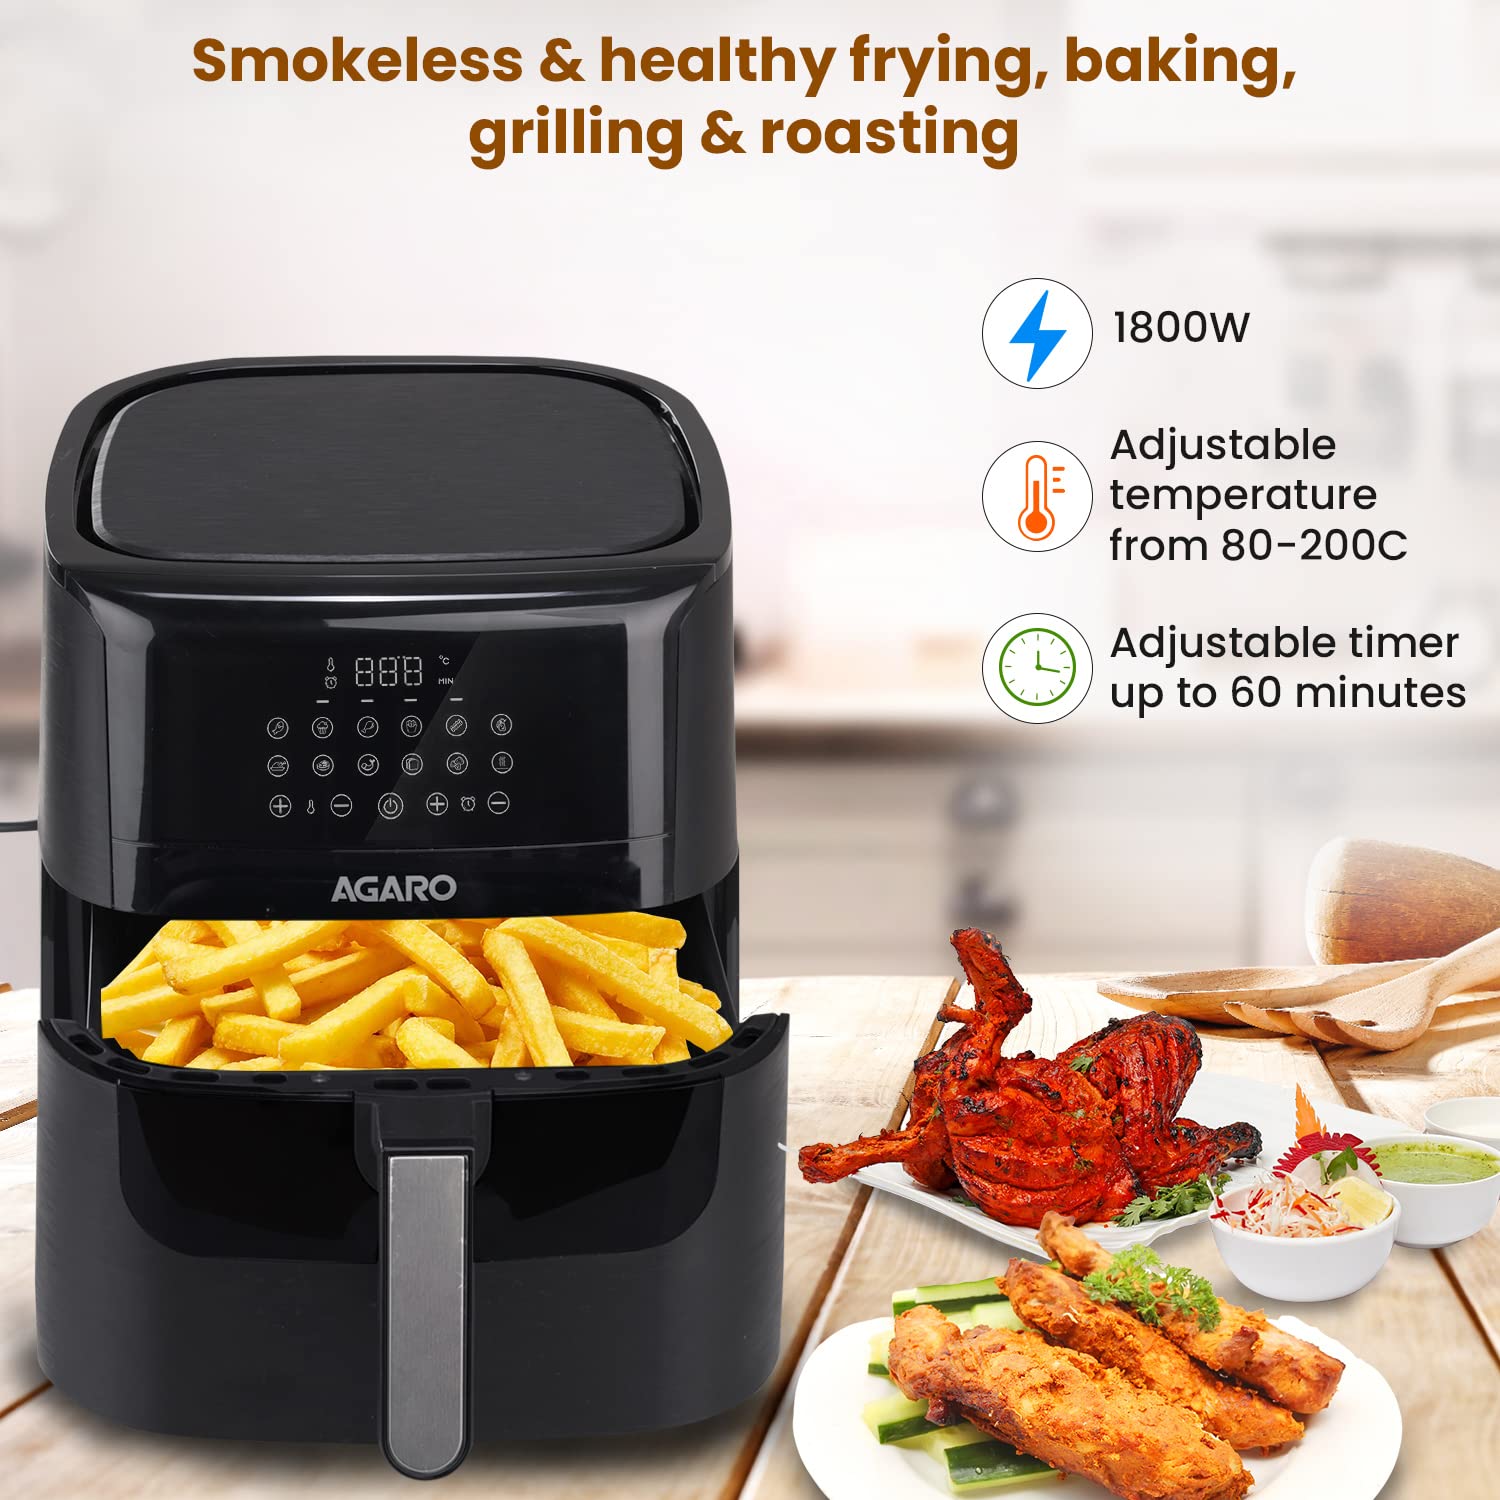 Smokeless & healthy frying, baking,
grilling & roasting
1800W
Adjustable
temperature
from 80-200C
Adjustable timer
up to 60 minutes
888 °C
MIN
AGARO